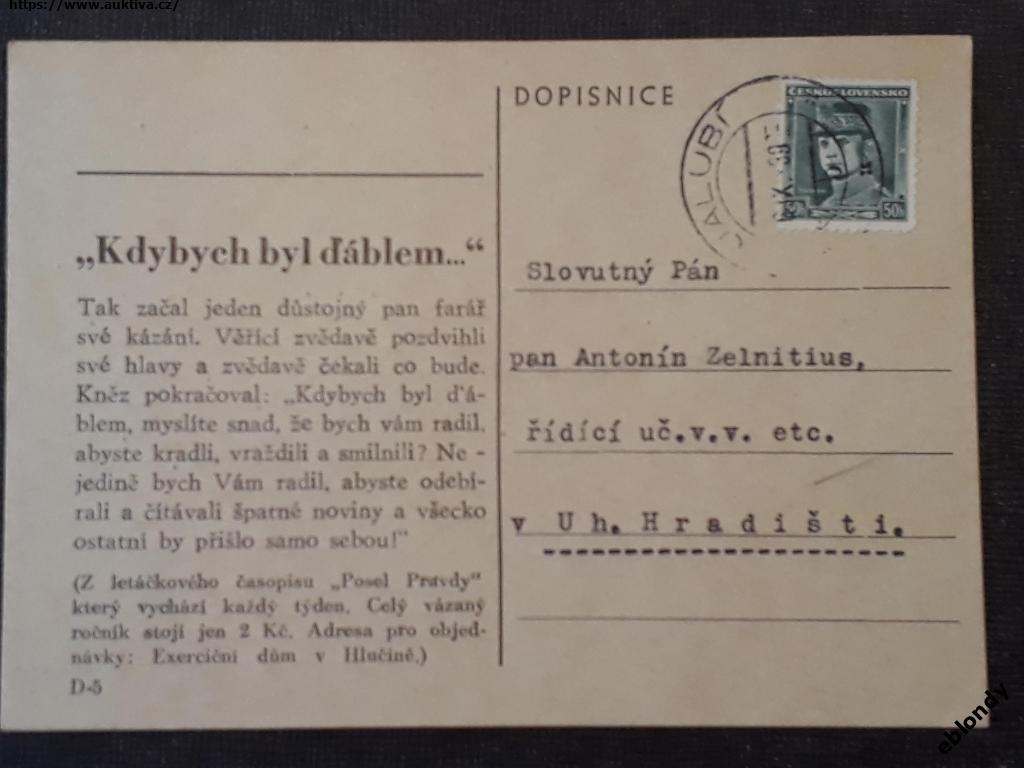 https://www.auktiva.cz/
DOPISNICE
ČESKOSLOVENSKO
50h
„Kdybych byl ďáblem...“
Tak začal jeden důstojný pan farář
své kázání. Věřící zvědavě pozdvihli
své hlavy a zvědavě čekali co bude.
Kněz pokračoval: „Kdybych byl ďá-
blem, myslíte snad, že bych vám radil,
abyste kradli, vraždili a smilnili? Ne -
jedině bych Vám radil, abyste odebí-
rali a čítávali špatné noviny a všecko
ostatní by přišlo samo sebou!“
(Z letáčkového časopisu „Posel Pravdy“
který vychází každý týden. Celý vázaný
ročník stojí jen 2 Kč. Adresa pro objed-
návky: Exerciční dům v Hlučíně.)
D-5
Slovutný Pán
pan Antonín Zelnitius,
řídící uč.v.v. etc.
v Uh. Hradišti.
eblondy